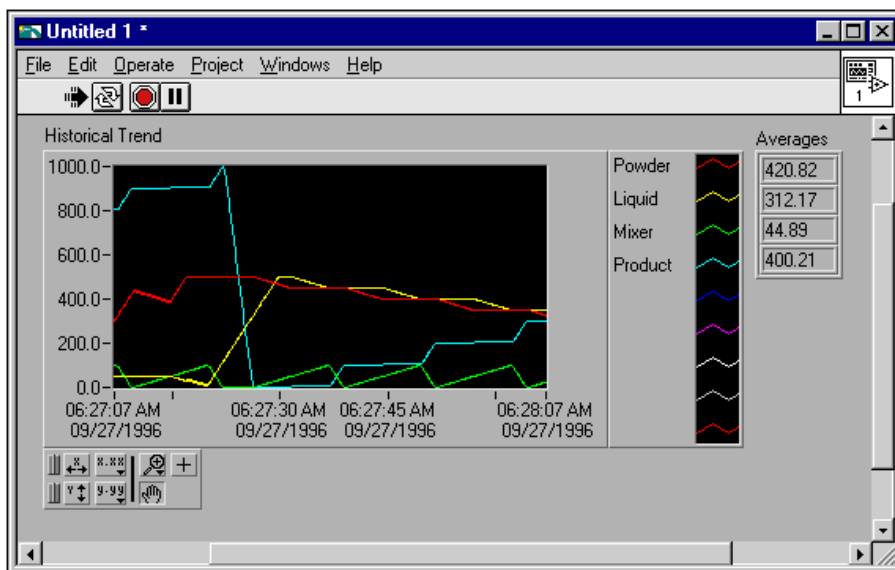 Untitled 1 *
File Edit Operate Project Windows Help
1
Historical Trend
Averages
1000.0
800.0
600.0
400.0
200.0
0.0
06:27:07 AM 06:27:30 AM 06:27:45 AM 06:28:07 AM
09/27/1996 09/27/1996 09/27/1996 09/27/1996
Powder
Liquid
Mixer
Product
420.82
312.17
44.89
400.21
X X.XX
Y Y.YY